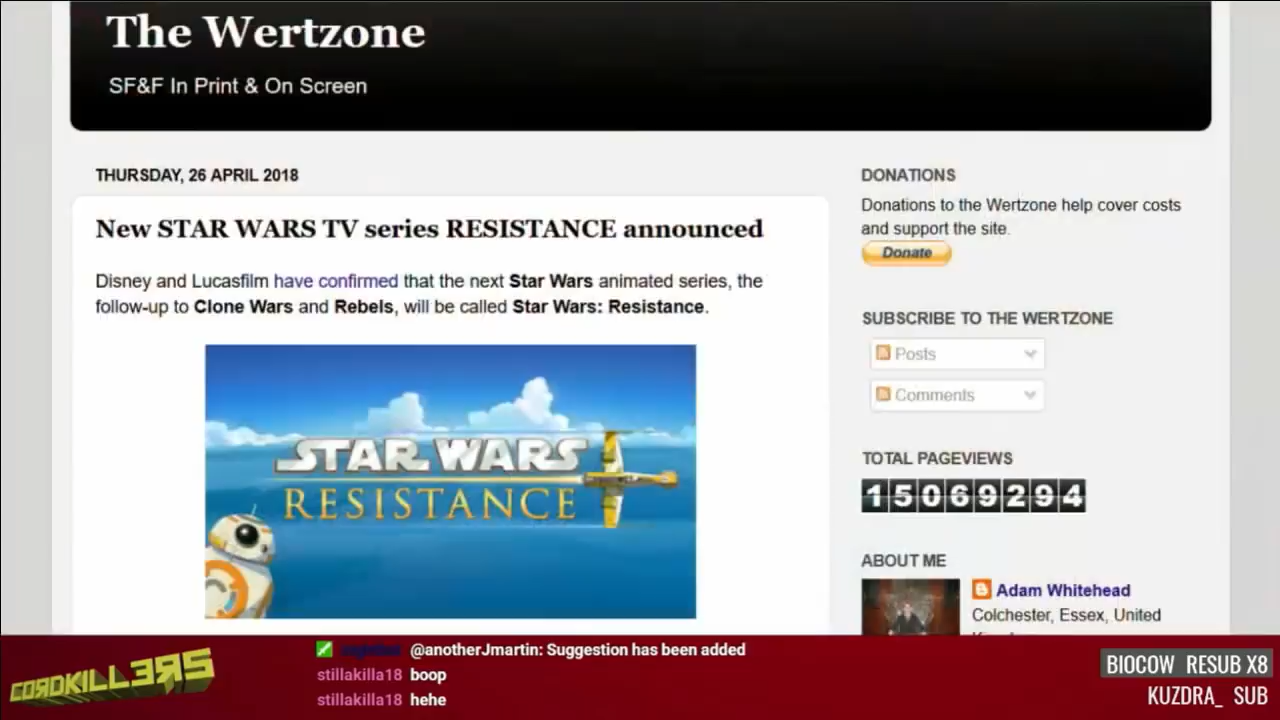 The Wertzone
SF&F In Print & On Screen
THURSDAY, 26 APRIL 2018
New STAR WARS TV series RESISTANCE announced
Disney and Lucasfilm have confirmed that the next Star Wars animated series, the
follow-up to Clone Wars and Rebels, will be called Star Wars: Resistance.
STAR WARS
RESISTANCE
DONATIONS
Donations to the Wertzone help cover costs
and support the site.
Donate
SUBSCRIBE TO THE WERTZONE
Posts
Comments
TOTAL PAGEVIEWS
15069294
ABOUT ME
Adam Whitehead
Colchester, Essex, United
CORDKILLERS
@anotherJmartin: Suggestion has been added
stillakilla18 boop
stillakilla18 hehe
BIOCOW RESUB X8
KUZDRA_ SUB